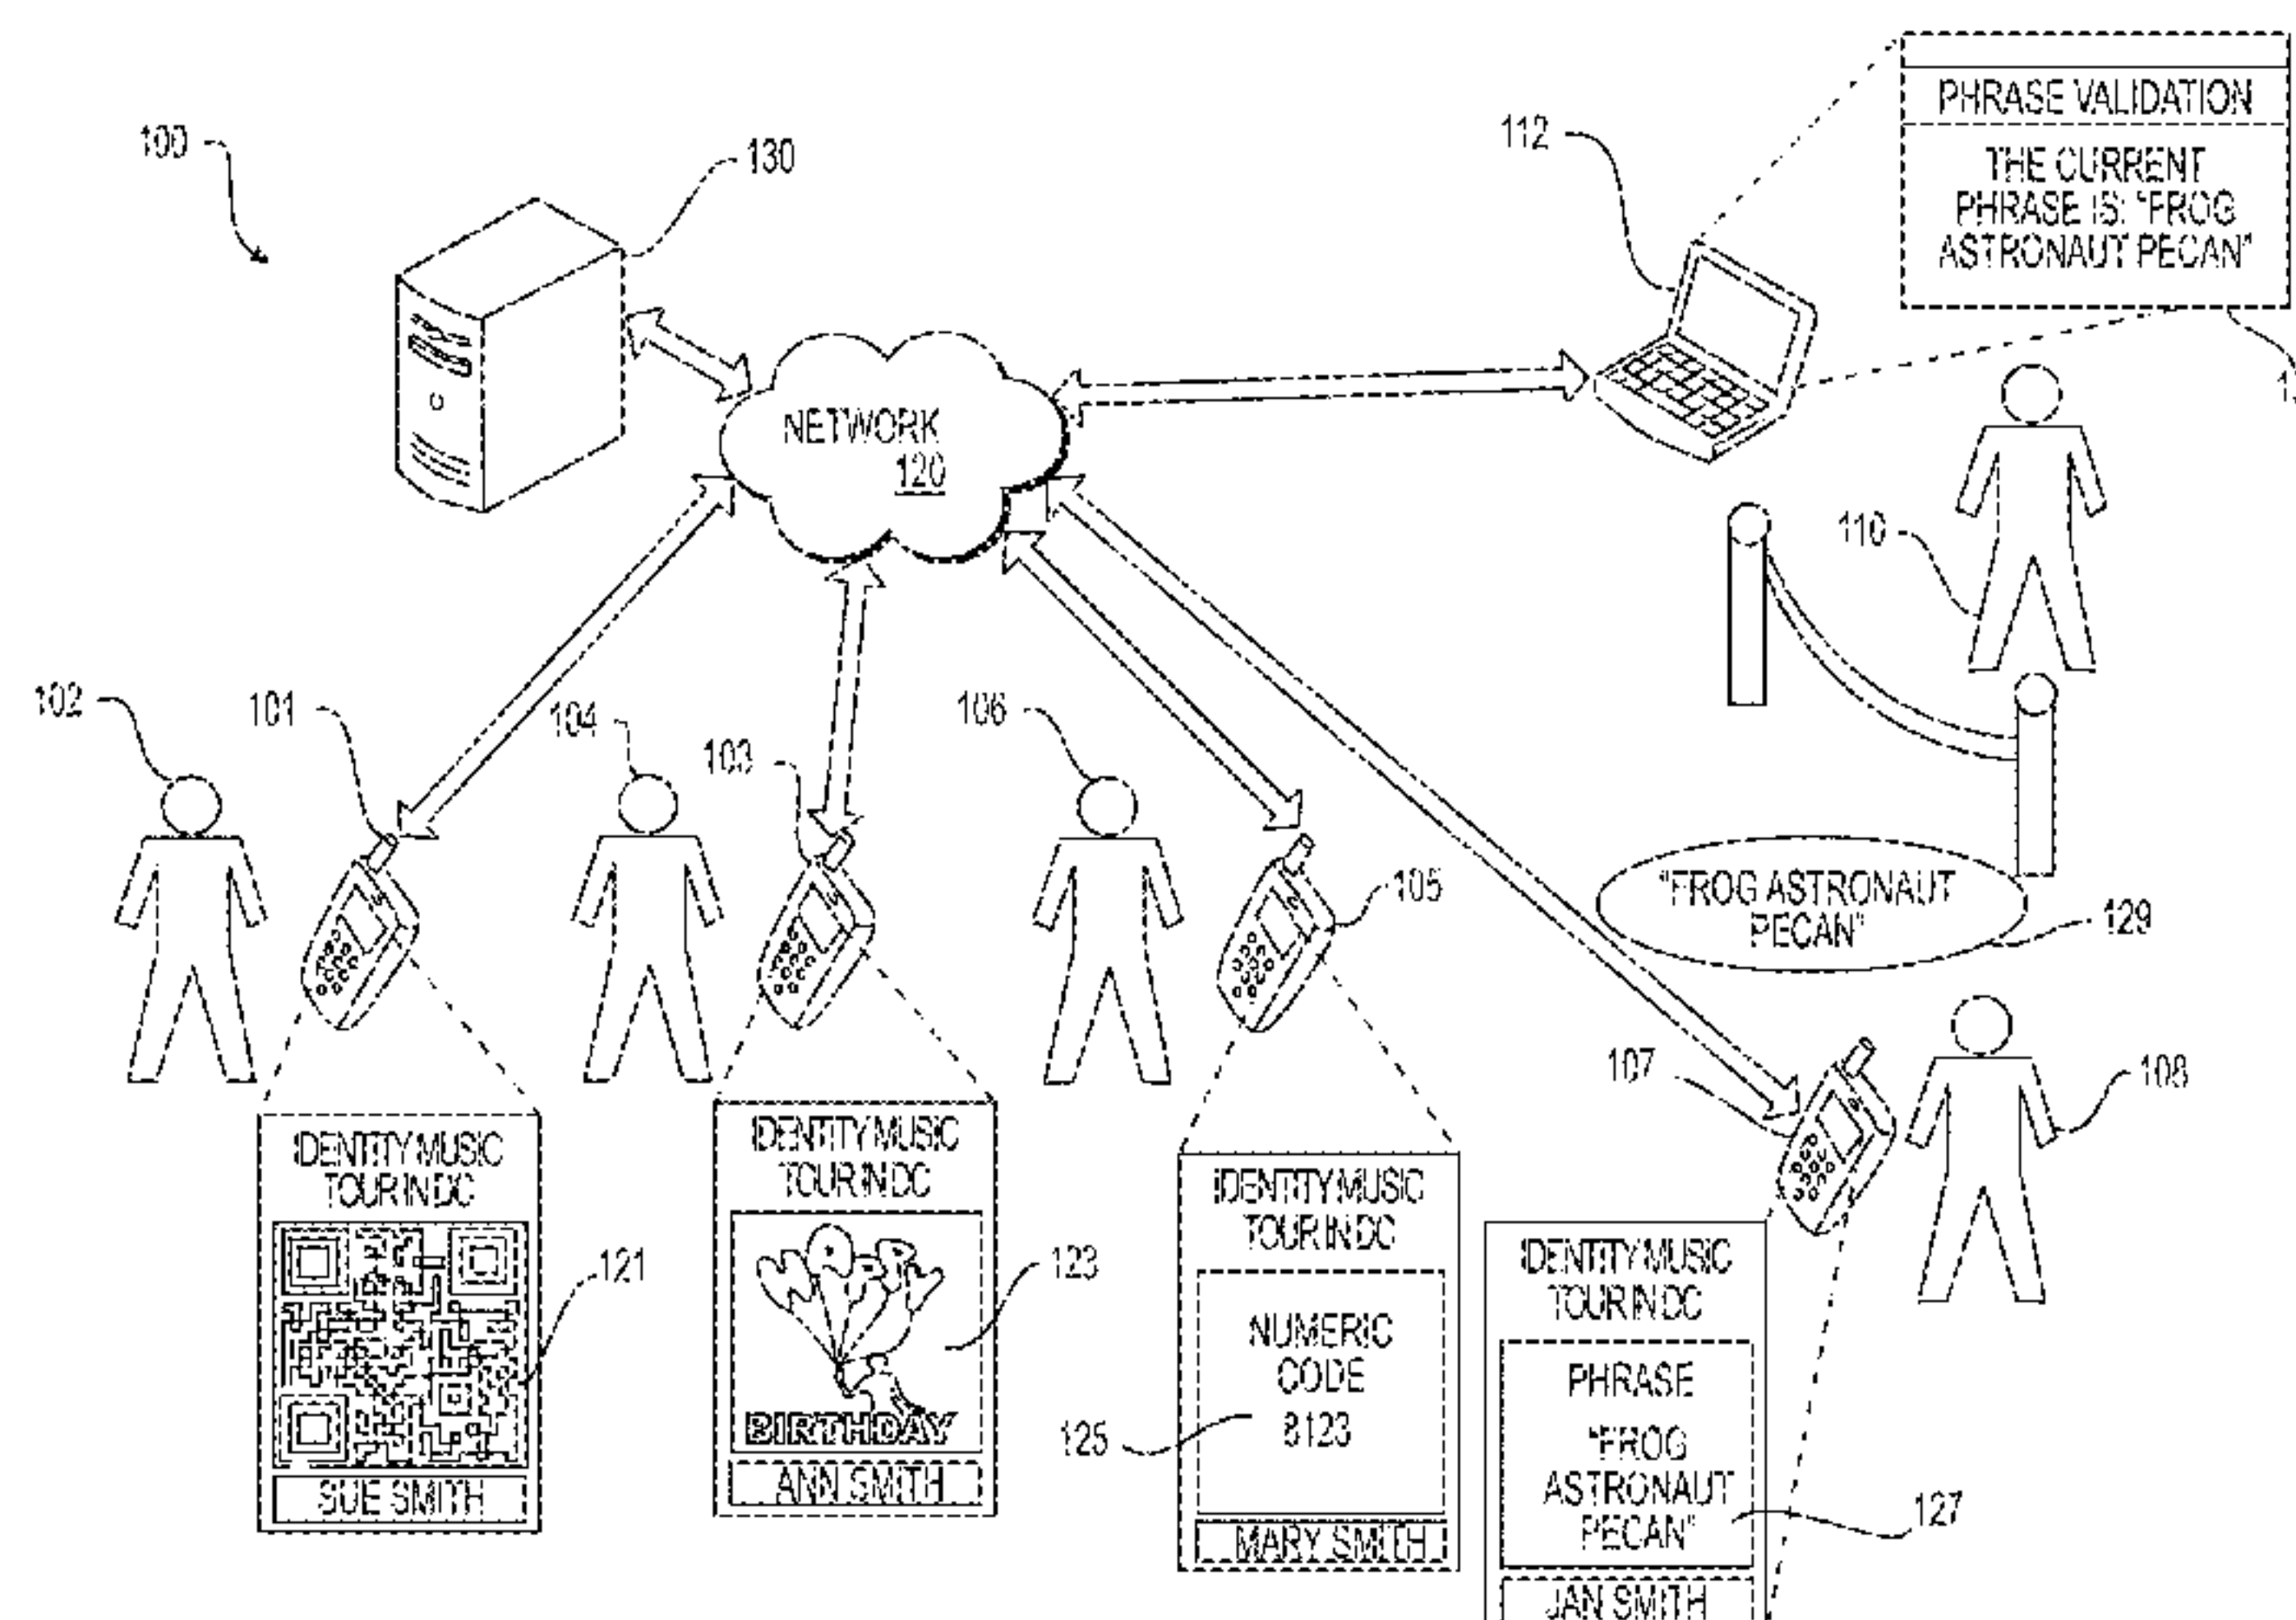 100
130
112
PHRASE VALIDATION
THE CURRENT
PHRASE IS: "FROG
ASTRONAUT PECAN"
NETWORK
120
110
102
101
104
103
106
105
"FROG ASTRONAUT
PECAN"
129
107
108
IDENTITY MUSIC
TOUR IN DC
121
SUE SMITH
IDENTITY MUSIC
TOUR IN DC
BIRTHDAY
123
ANN SMITH
IDENTITY MUSIC
TOUR IN DC
NUMERIC
CODE
8123
125
MARY SMITH
IDENTITY MUSIC
TOUR IN DC
PHRASE
"FROG
ASTRONAUT
PECAN"
127
JAN SMITH